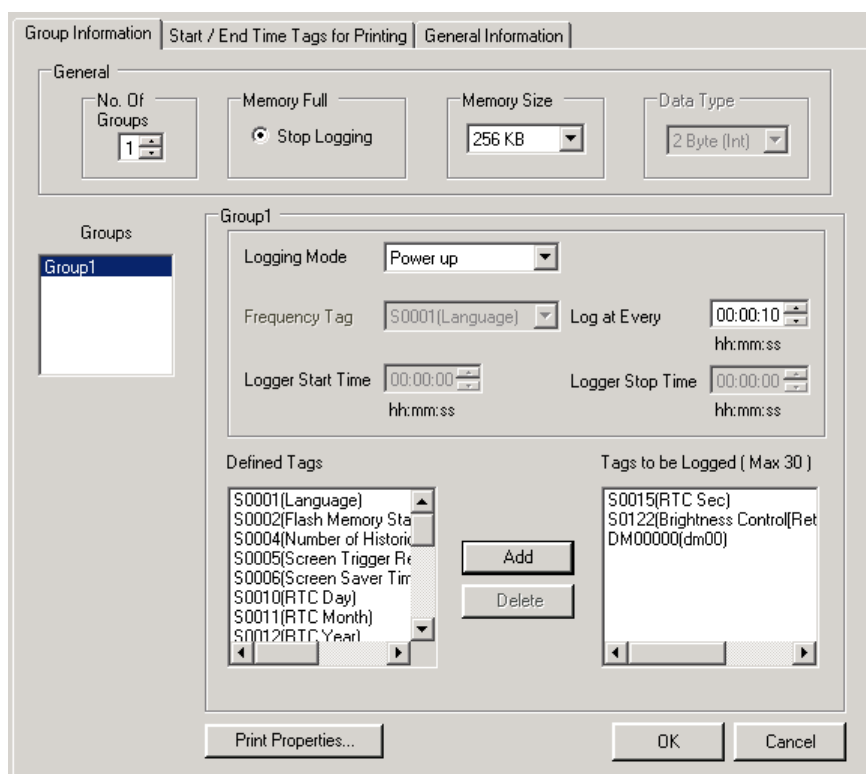 Group Information Start / End Time Tags for Printing General Information
General
No. Of Groups
1
Memory Full
Stop Logging
Memory Size
256 KB
Data Type
2 Byte (Int)
Groups
Group1
Group1
Logging Mode Power up
Frequency Tag S0001(Language) Log at Every 00:00:10
hh:mm:ss
Logger Start Time 00:00:00 Logger Stop Time 00:00:00
hh:mm:ss hh:mm:ss
Defined Tags
S0001(Language)
S0002(Flash Memory Sta
S0004(Number of Historic
S0005(Screen Trigger Re
S0006(Screen Saver Tim
S0010(RTC Day)
S0011(RTC Month)
S0012(RTC Year)
Add
Delete
Tags to be Logged ( Max 30 )
S0015(RTC Sec)
S0122(Brightness Control[Ret
DM00000(dm00)
Print Properties...
OK
Cancel